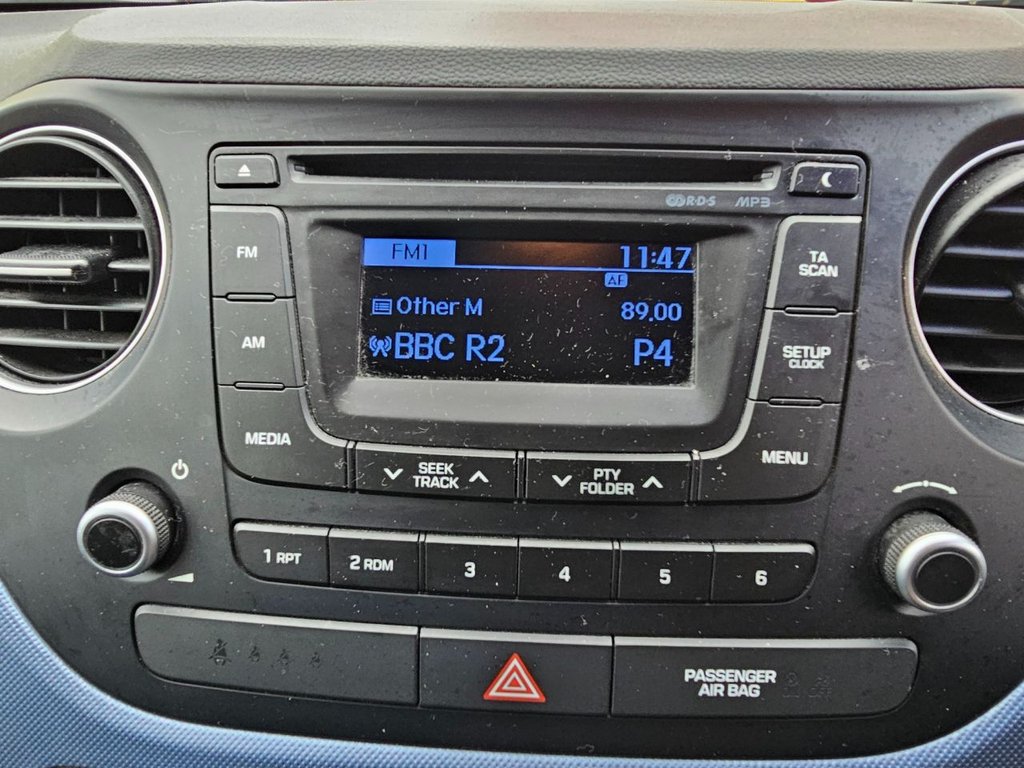 R·D·S MP3
FM
FM1 11:47
AF
Other M 89.00
BBC R2 P4
TA
SCAN
AM
SETUP
CLOCK
MEDIA
SEEK
TRACK
PTY
FOLDER
MENU
1 RPT
2 RDM
3
4
5
6
PASSENGER
AIR BAG